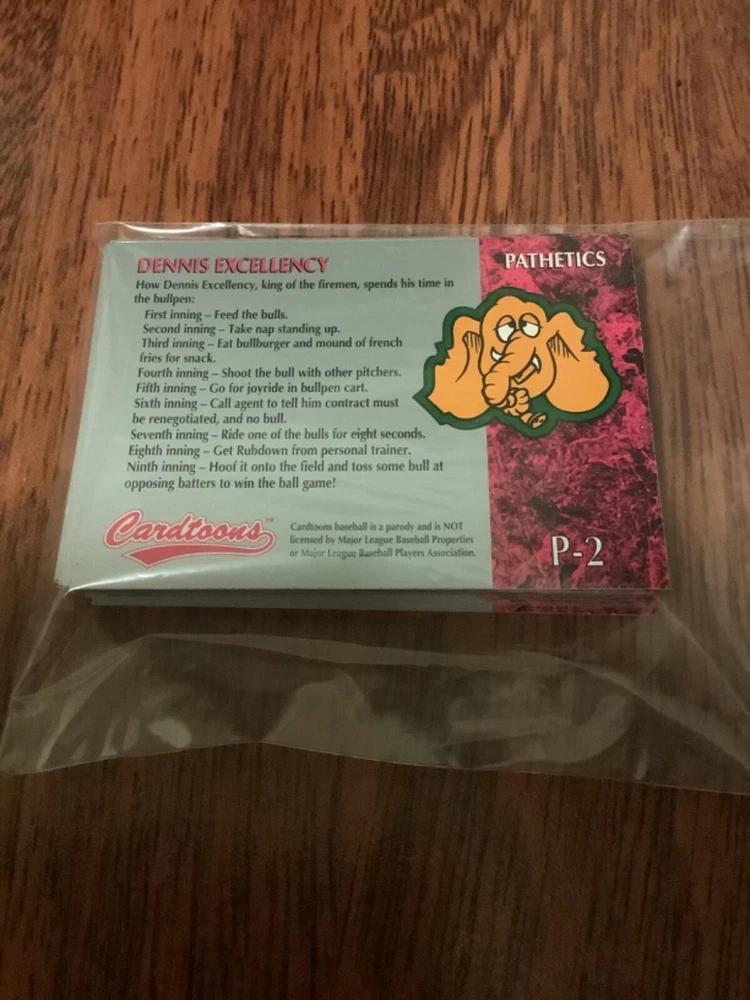 DENNIS EXCELLENCY
How Dennis Excellency, king of the firemen, spends his time in
the bullpen:
First inning – Feed the bulls.
Second inning – Take nap standing up.
Third inning – Eat bullburger and mound of french
fries for snack.
Fourth inning – Shoot the bull with other pitchers.
Fifth inning – Go for joyride in bullpen cart.
Sixth inning – Call agent to tell him contract must
be renegotiated, and no bull.
Seventh inning – Ride one of the bulls for eight seconds.
Eighth inning – Get Rubdown from personal trainer.
Ninth inning – Hoof it onto the field and toss some bull at
opposing batters to win the ball game!
Cardtoons™
Cardtoons baseball is a parody and is NOT
licensed by Major League Baseball Properties
or Major League Baseball Players Association.
PATHETICS
P-2